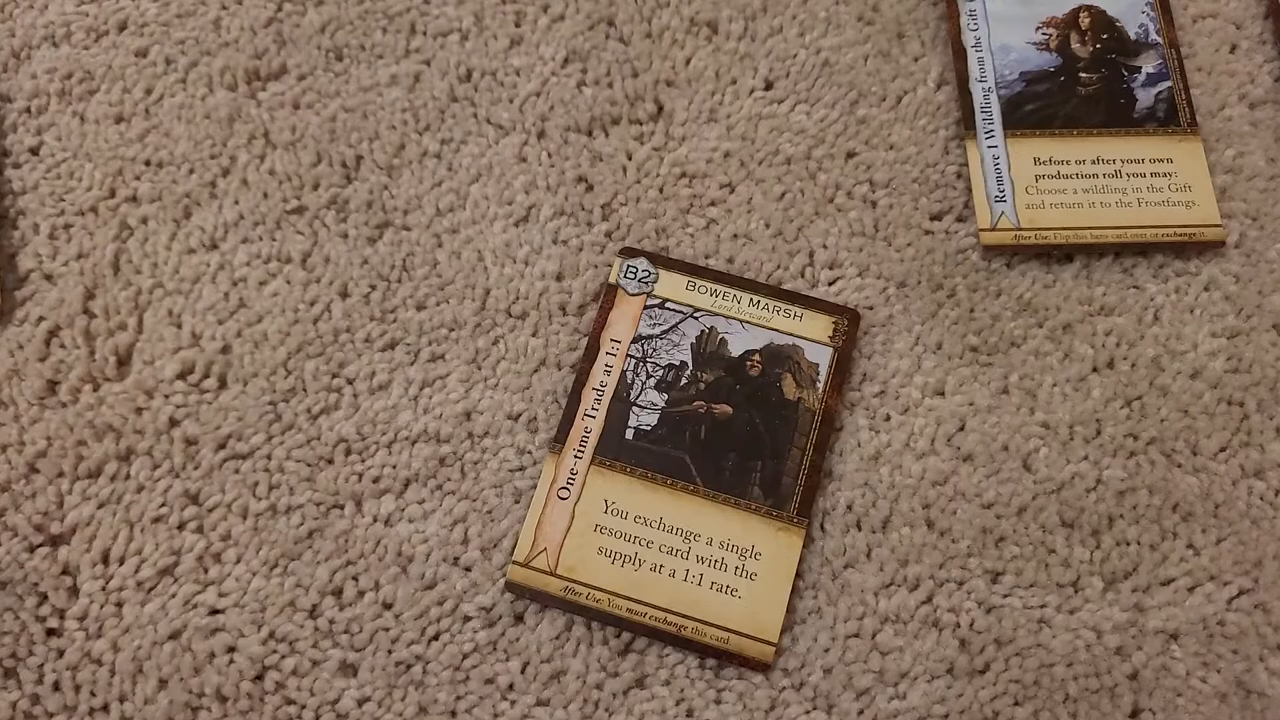 Remove 1 Wildling from the Gift
Before or after your own
production roll you may:
Choose a wildling in the Gift
and return it to the Frostfangs.
After Use: Flip this hero card over or exchange it.
B2
BOWEN MARSH
Lord Steward
One-time Trade at 1:1
You exchange a single
resource card with the
supply at a 1:1 rate.
After Use: You must exchange this card.